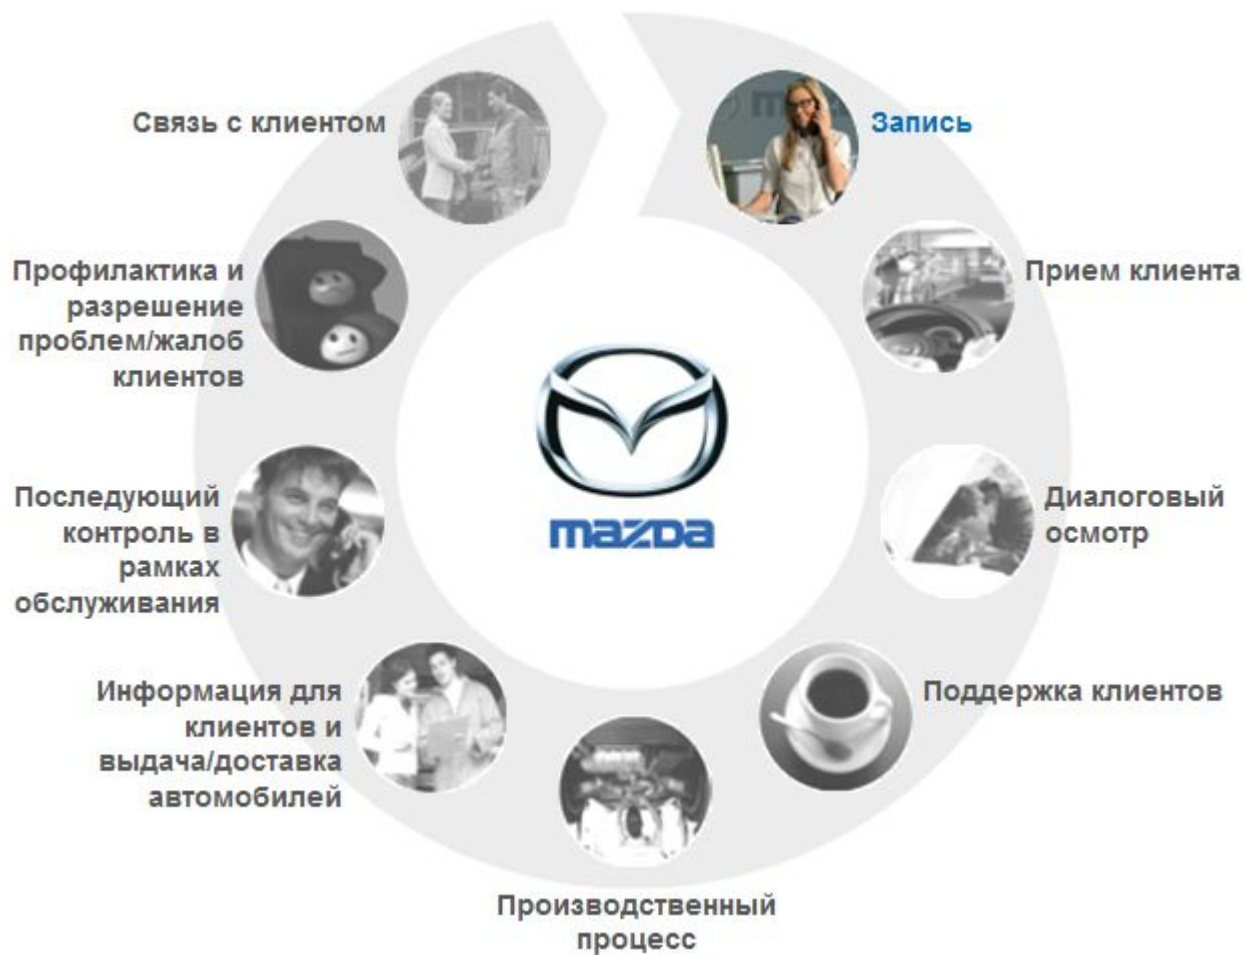 Связь с клиентом
Запись
Прием клиента
Профилактика и
разрешение
проблем/жалоб
клиентов
Диалоговый
осмотр
Последующий
контроль в
рамках
обслуживания
mazda
Поддержка клиентов
Информация для
клиентов и
выдача/доставка
автомобилей
Производственный
процесс